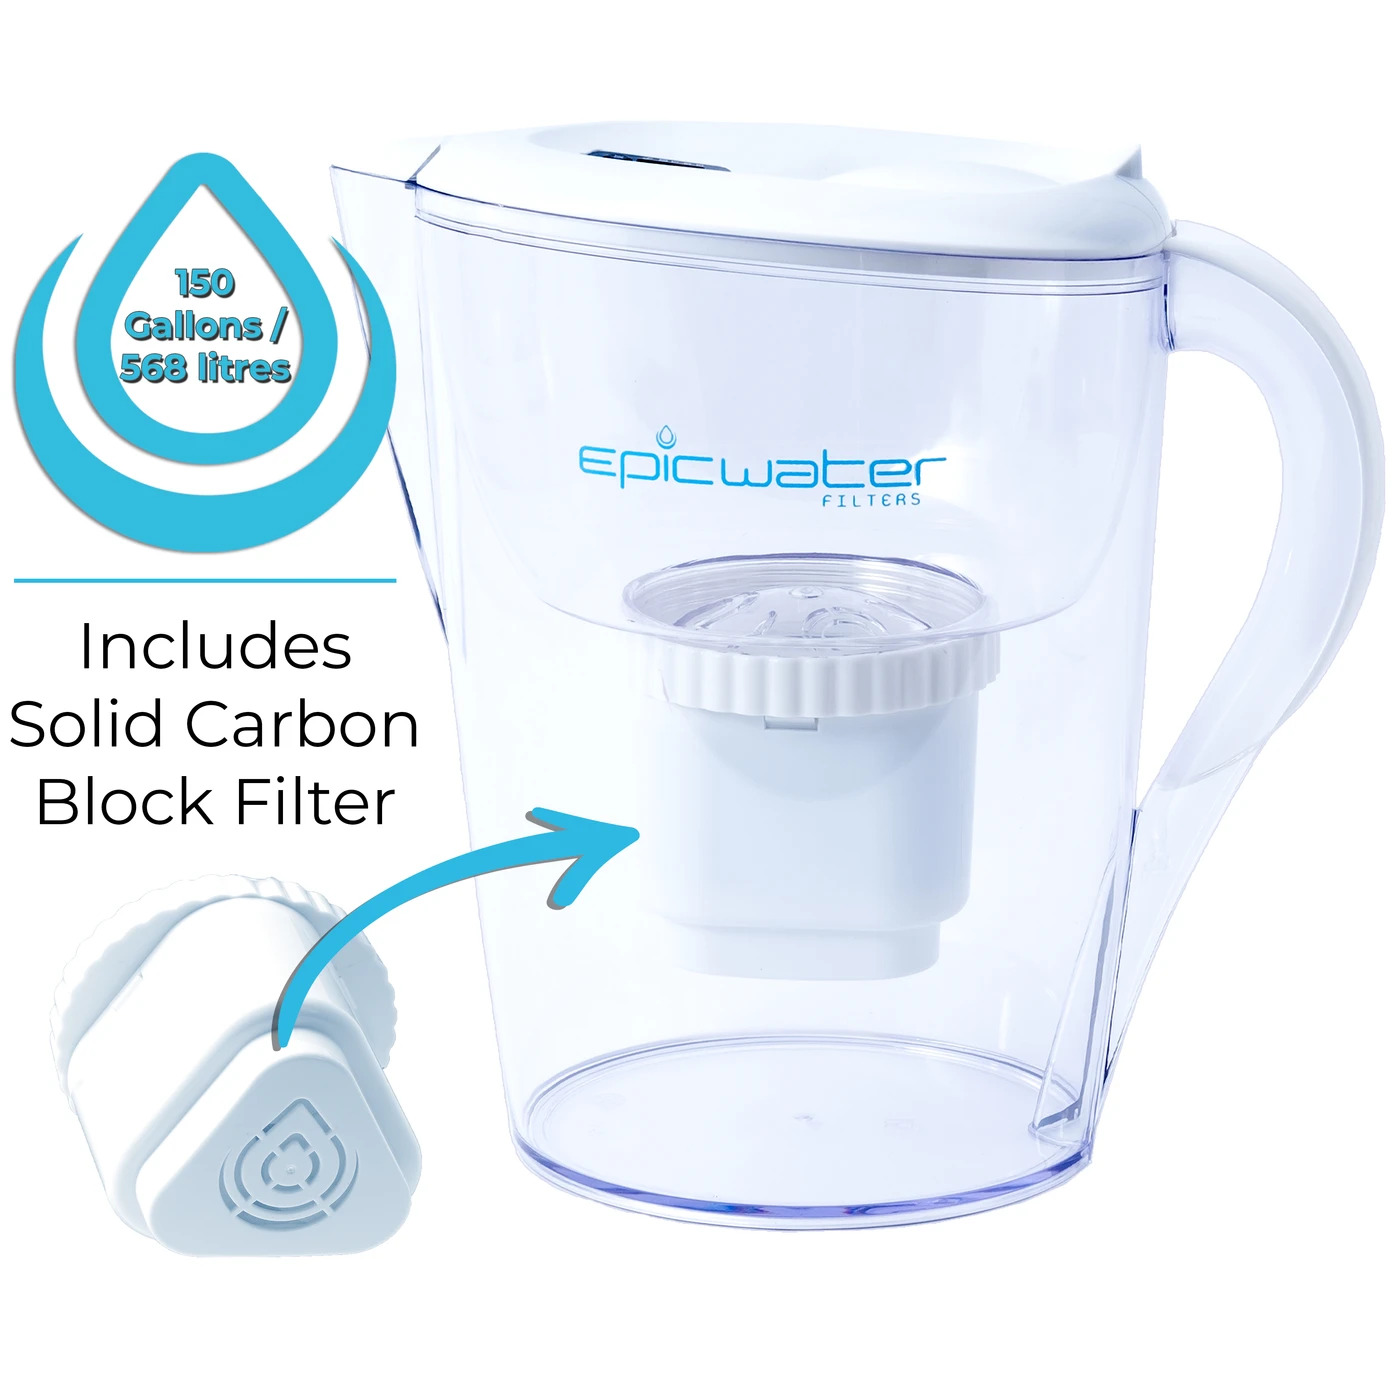 150
Gallons /
568 litres
Includes
Solid Carbon
Block Filter
Epicwater
FILTERS